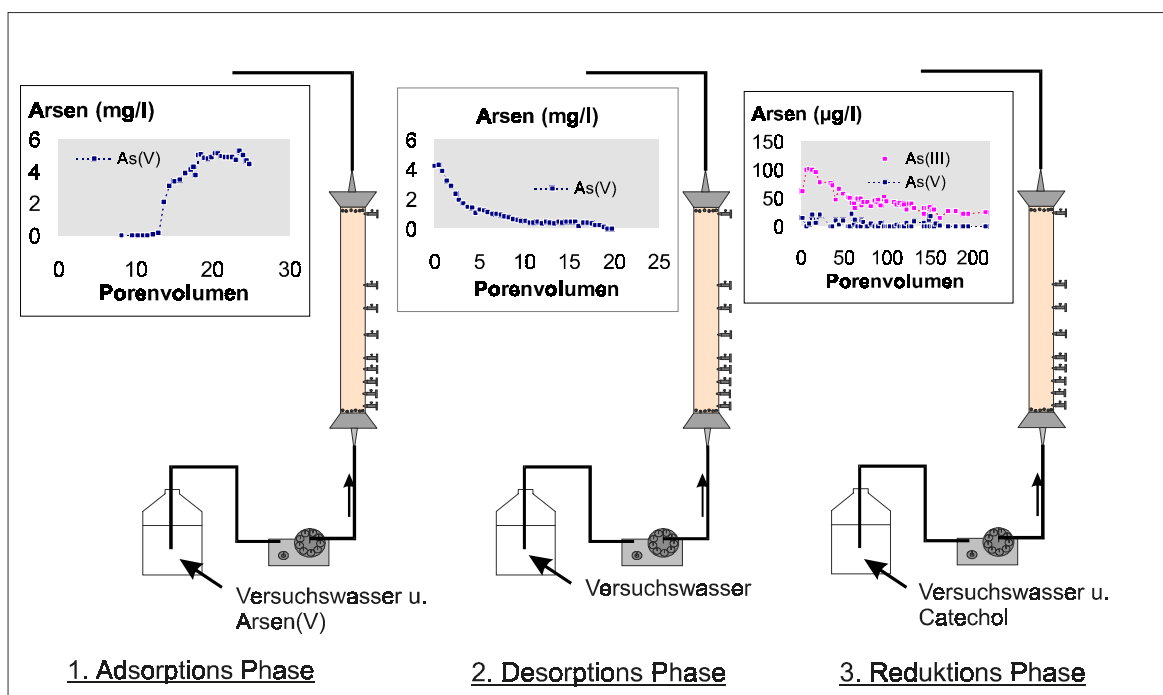 Arsen (mg/l)
6
4
2
0
As(V)
0 10 20 30
Porenvolumen
Arsen (mg/l)
6
4
2
0
As(V)
0 5 10 15 20 25
Porenvolumen
Arsen (µg/l)
150
100
50
0
As(III)
As(V)
0 50 100 150 200
Porenvolumen
Versuchswasser u.
Arsen(V)
Versuchswasser
Versuchswasser u.
Catechol
1. Adsorptions Phase
2. Desorptions Phase
3. Reduktions Phase